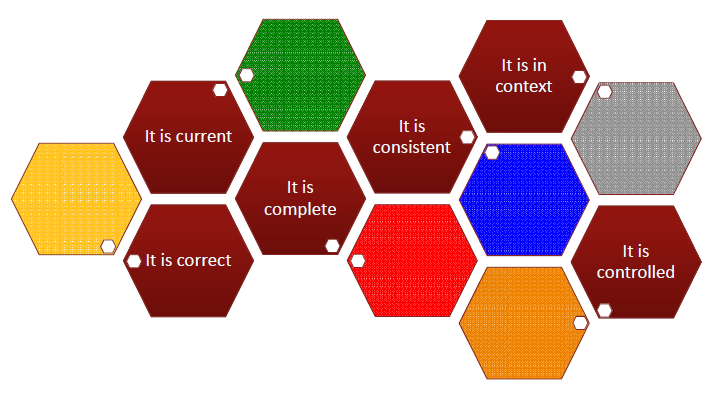 It is in
context
It is current
It is
consistent
It is
complete
It is correct
It is
controlled